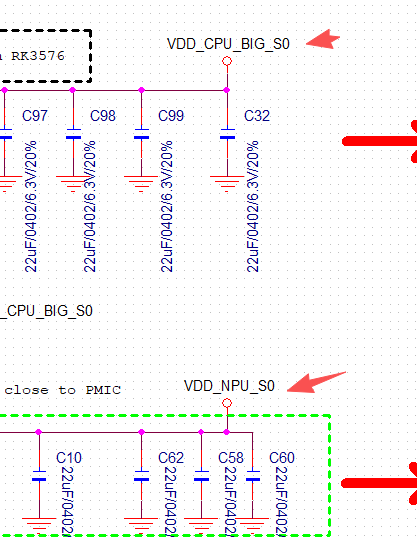 VDD_CPU_BIG_S0
RK3576
C97 C98 C99 C32
22uF/0402/6.3V/20% 22uF/0402/6.3V/20% 22uF/0402/6.3V/20% 22uF/0402/6.3V/20%
_CPU_BIG_S0
close to PMIC
VDD_NPU_S0
C10 C62 C58 C60
22uF/0402/ 22uF/0402/ 22uF/0402/ 22uF/0402/